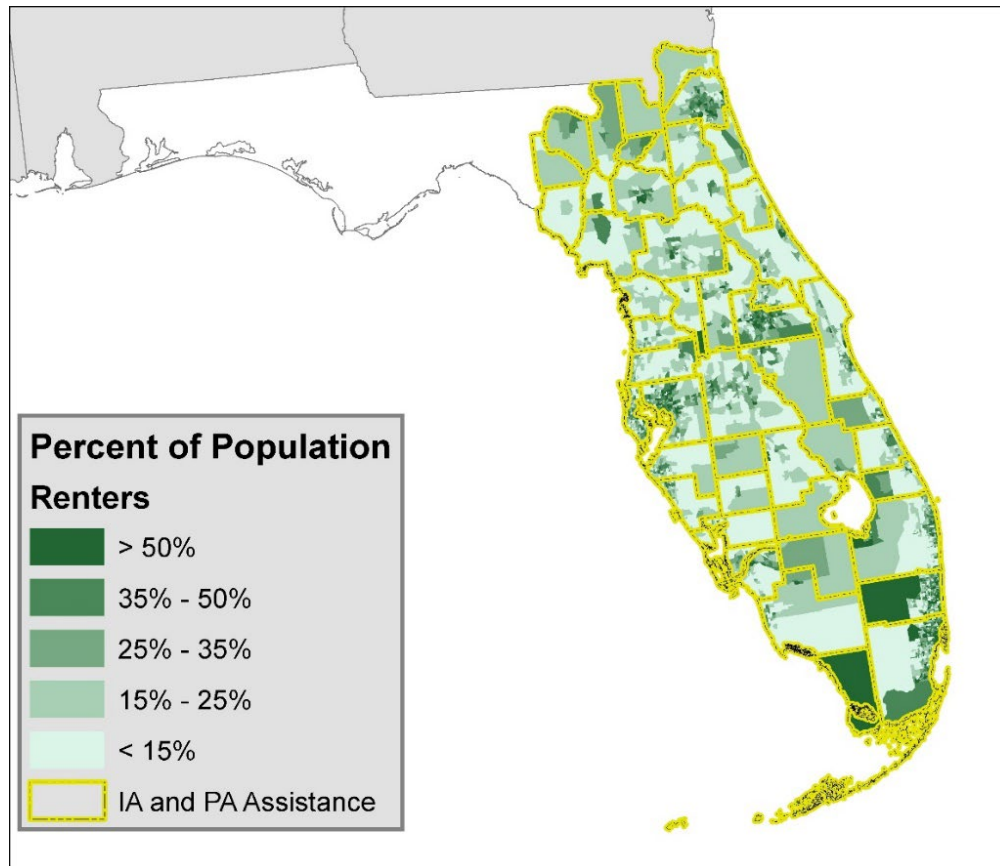 Percent of Population
Renters
> 50%
35% - 50%
25% - 35%
15% - 25%
< 15%
IA and PA Assistance